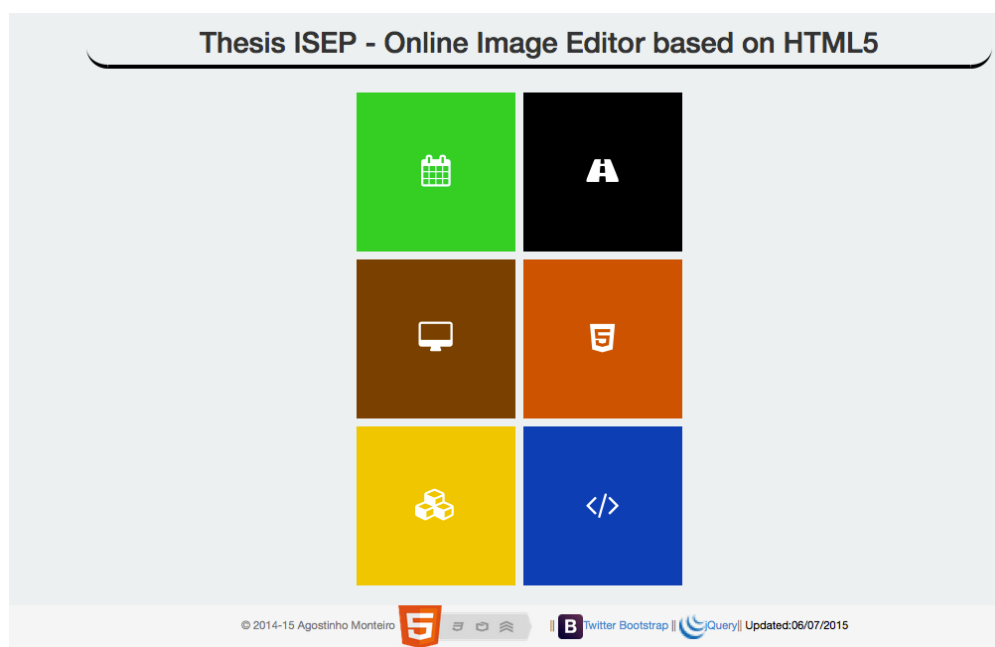 Thesis ISEP - Online Image Editor based on HTML5
© 2014-15 Agostinho Monteiro 5 || B Twitter Bootstrap || jQuery|| Updated:06/07/2015